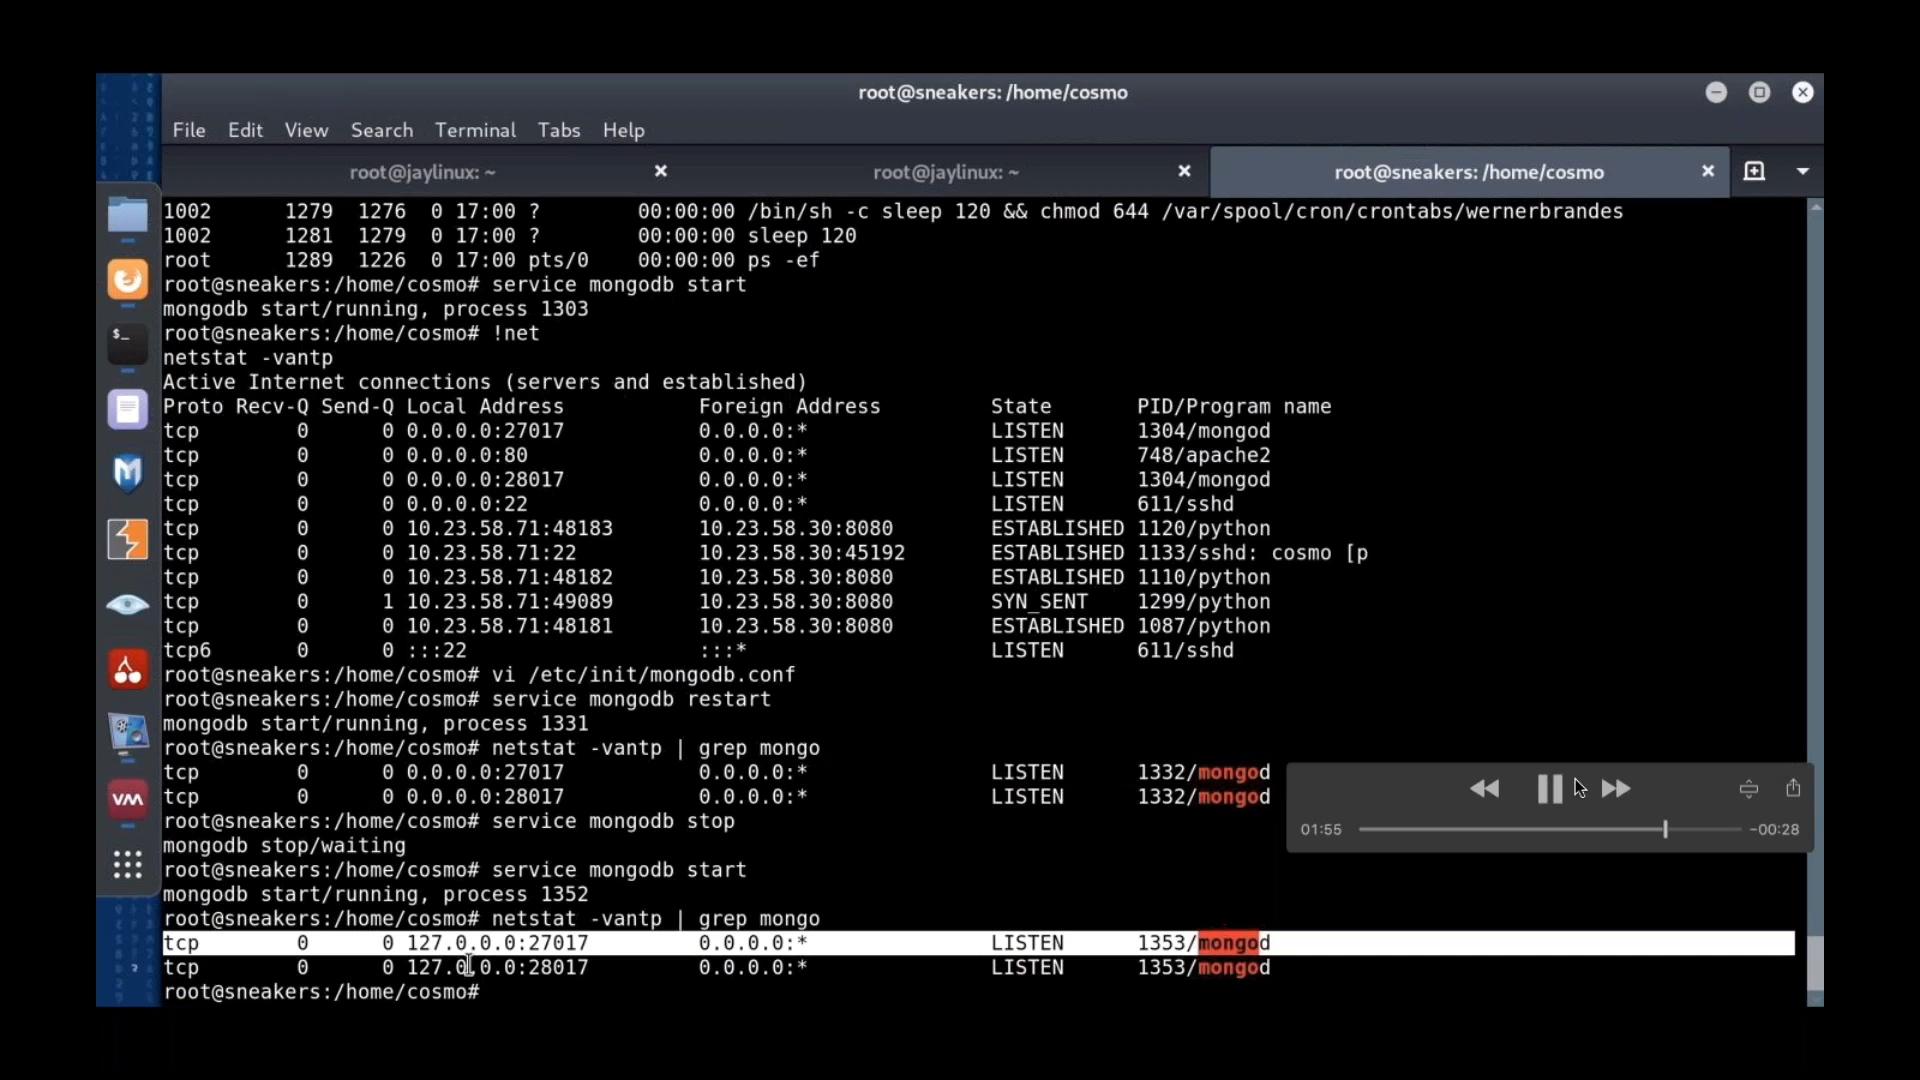 root@sneakers: /home/cosmo
File Edit View Search Terminal Tabs Help
root@jaylinux: ~ root@jaylinux: ~ root@sneakers: /home/cosmo
1002 1279 1276 0 17:00 ? 00:00:00 /bin/sh -c sleep 120 && chmod 644 /var/spool/cron/crontabs/wernerbrandes
1002 1281 1279 0 17:00 ? 00:00:00 sleep 120
root 1289 1226 0 17:00 pts/0 00:00:00 ps -ef
root@sneakers:/home/cosmo# service mongodb start
mongodb start/running, process 1303
root@sneakers:/home/cosmo# !net
netstat -vantp
Active Internet connections (servers and established)
Proto Recv-Q Send-Q Local Address Foreign Address State PID/Program name
tcp 0 0 0.0.0.0:27017 0.0.0.0:* LISTEN 1304/mongod
tcp 0 0 0.0.0.0:80 0.0.0.0:* LISTEN 748/apache2
tcp 0 0 0.0.0.0:28017 0.0.0.0:* LISTEN 1304/mongod
tcp 0 0 0.0.0.0:22 0.0.0.0:* LISTEN 611/sshd
tcp 0 0 10.23.58.71:48183 10.23.58.30:8080 ESTABLISHED 1120/python
tcp 0 0 10.23.58.71:22 10.23.58.30:45192 ESTABLISHED 1133/sshd: cosmo [p
tcp 0 0 10.23.58.71:48182 10.23.58.30:8080 ESTABLISHED 1110/python
tcp 0 1 10.23.58.71:49089 10.23.58.30:8080 SYN_SENT 1299/python
tcp 0 0 10.23.58.71:48181 10.23.58.30:8080 ESTABLISHED 1087/python
tcp6 0 0 :::22 :::* LISTEN 611/sshd
root@sneakers:/home/cosmo# vi /etc/init/mongodb.conf
root@sneakers:/home/cosmo# service mongodb restart
mongodb start/running, process 1331
root@sneakers:/home/cosmo# netstat -vantp | grep mongo
tcp 0 0 0.0.0.0:27017 0.0.0.0:* LISTEN 1332/mongod
tcp 0 0 0.0.0.0:28017 0.0.0.0:* LISTEN 1332/mongod
root@sneakers:/home/cosmo# service mongodb stop
01:55 -00:28
mongodb stop/waiting
root@sneakers:/home/cosmo# service mongodb start
mongodb start/running, process 1352
root@sneakers:/home/cosmo# netstat -vantp | grep mongo
tcp 0 0 127.0.0.0:27017 0.0.0.0:* LISTEN 1353/mongod
tcp 0 0 127.0.0.0:28017 0.0.0.0:* LISTEN 1353/mongod
root@sneakers:/home/cosmo#